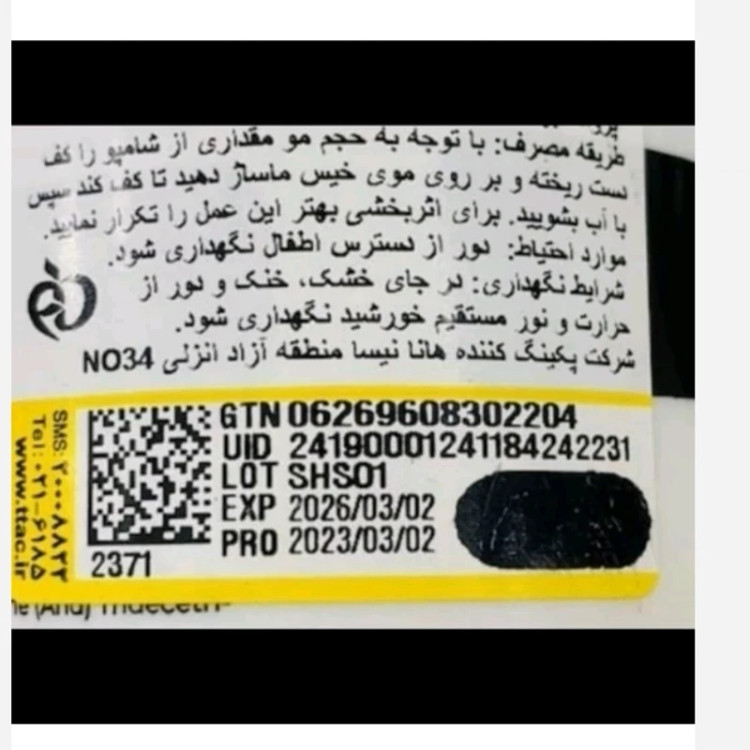 طریقه مصرف: با توجه به حجم مو مقداری از شامپو را کف
دست ریخته و بر روی موی خیس ماساژ دهید تا کف کند سپس
با آب بشویید. برای اثربخشی بهتر این عمل را تکرار نمایید.
موارد احتیاط: دور از دسترس اطفال نگهداری شود.
شرایط نگهداری: در جای خشک، خنک و دور از
حرارت و نور مستقیم خورشید نگهداری شود.
شرکت پکینگ کننده هانا نیسا منطقه آزاد انزلی NO34
GTN 06269608302204
UID 24190001241184242231
LOT SHS01
EXP 2026/03/02
PRO 2023/03/02
2371
SMS: ۲۰۰۰۸۸۲۲
Tel: ۰۲۱-۶۱۸۵
www.ttac.ir